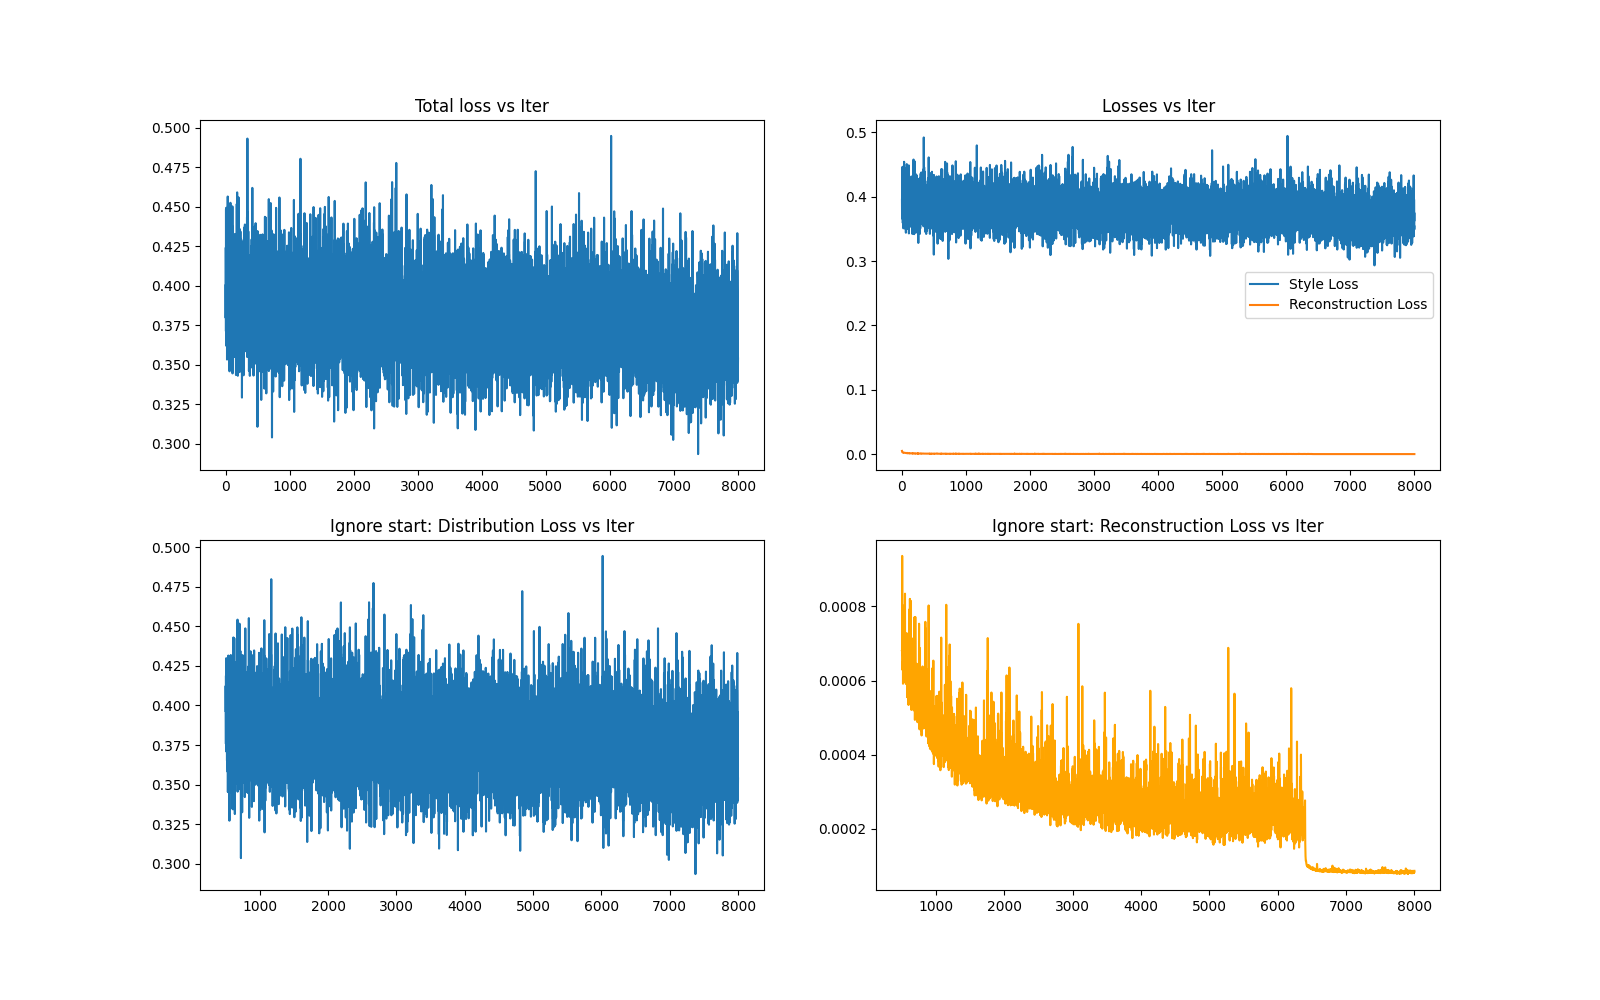 Total loss vs Iter
0.500
0.475
0.450
0.425
0.400
0.375
0.350
0.325
0.300
0 1000 2000 3000 4000 5000 6000 7000 8000
Losses vs Iter
0.5
0.4
0.3
0.2
0.1
0.0
Style Loss
Reconstruction Loss
0 1000 2000 3000 4000 5000 6000 7000 8000
Ignore start: Distribution Loss vs Iter
0.500
0.475
0.450
0.425
0.400
0.375
0.350
0.325
0.300
1000 2000 3000 4000 5000 6000 7000 8000
Ignore start: Reconstruction Loss vs Iter
0.0008
0.0006
0.0004
0.0002
1000 2000 3000 4000 5000 6000 7000 8000